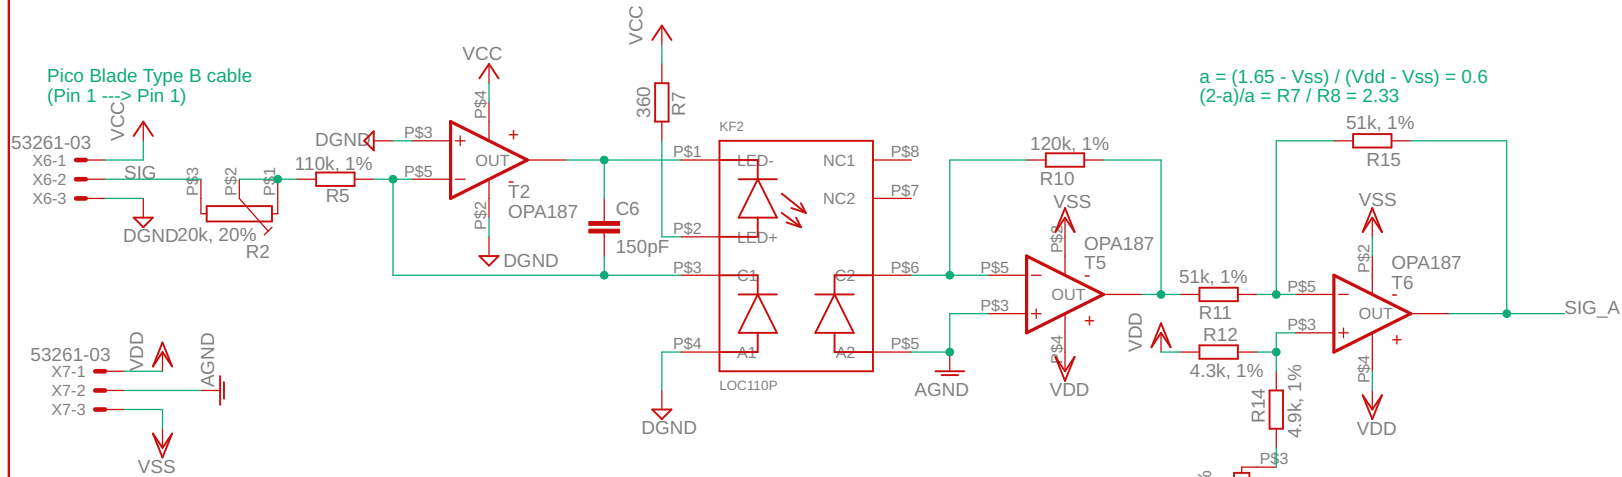 Pico Blade Type B cable
(Pin 1 ---> Pin 1)
VCC
53261-03
X6-1
X6-2
X6-3
SIG
DGND
P$3
P$2
P$1
20k, 20%
R2
110k, 1%
R5
DGND
P$3
P$5
VCC
P$4
OUT
P$2
T2
OPA187
DGND
C6
150pF
VCC
360
R7
KF2
P$1
LED-
P$2
LED+
P$3
C1
P$4
A1
NC1
P$8
NC2
P$7
C2
P$6
A2
P$5
LOC110P
DGND
AGND
120k, 1%
R10
VSS
P$2
OPA187
T5
P$5
P$3
OUT
P$4
VDD
a = (1.65 - Vss) / (Vdd - Vss) = 0.6
(2-a)/a = R7 / R8 = 2.33
51k, 1%
R15
51k, 1%
R11
VDD
R12
4.3k, 1%
R14
4.9k, 1%
P$3
%
VSS
P$2
OPA187
T6
P$5
P$3
OUT
P$4
VDD
SIG_A
53261-03
X7-1
X7-2
X7-3
VDD
AGND
VSS